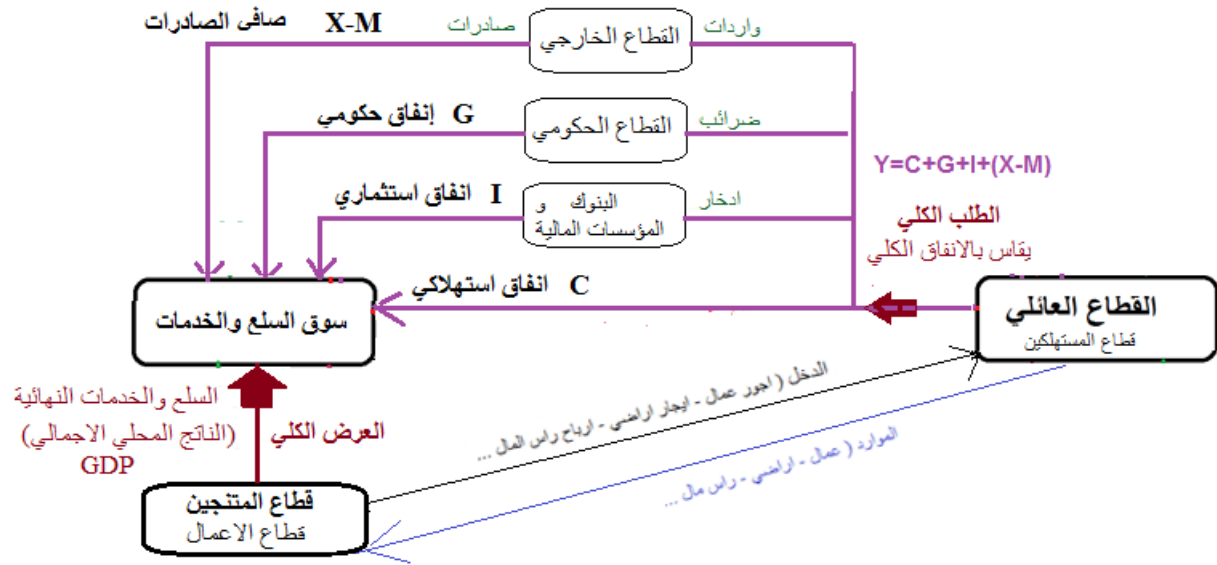 واردات
القطاع الخارجي
صادرات
X-M صافى الصادرات
ضرائب
القطاع الحكومي
G إنفاق حكومي
Y=C+G+I+(X-M)
ادخار
البنوك و
المؤسسات المالية
I انفاق استثماري
الطلب الكلي
يقاس بالانفاق الكلي
C انفاق استهلاكي
القطاع العائلي
قطاع المستهلكين
سوق السلع والخدمات
الدخل ( اجور عمال - ايجار اراضي - ارباح راس المال ...
الموارد ( عمال - اراضي - راس مال ...
السلع والخدمات النهائية
(الناتج المحلي الاجمالي)
GDP
العرض الكلي
قطاع المتنجين
قطاع الاعمال